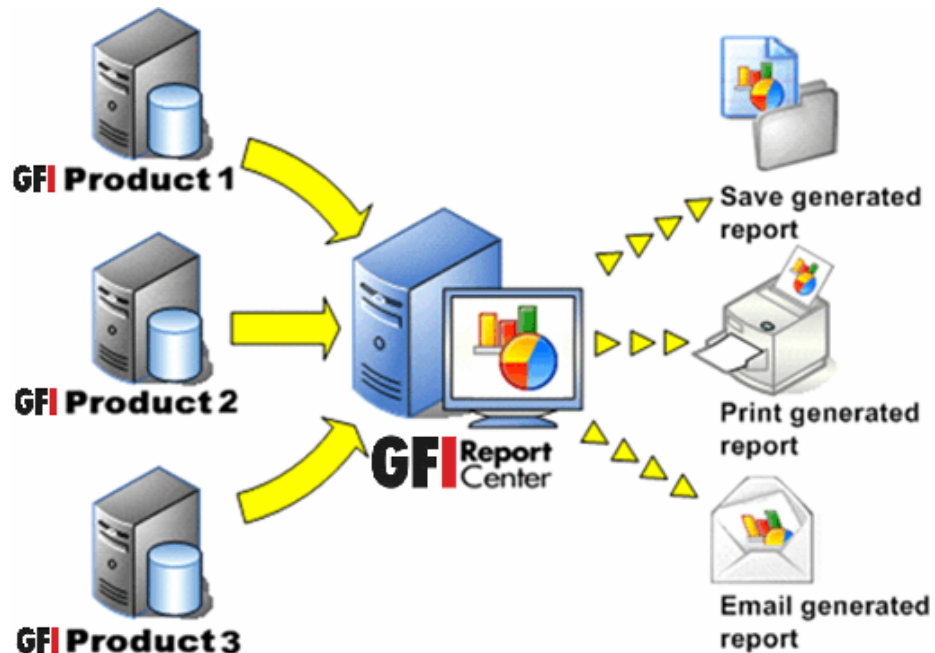 GFI Product 1
Save generated
report
GFI Product 2
GFI Report
Center
Print generated
report
GFI Product 3
Email generated
report